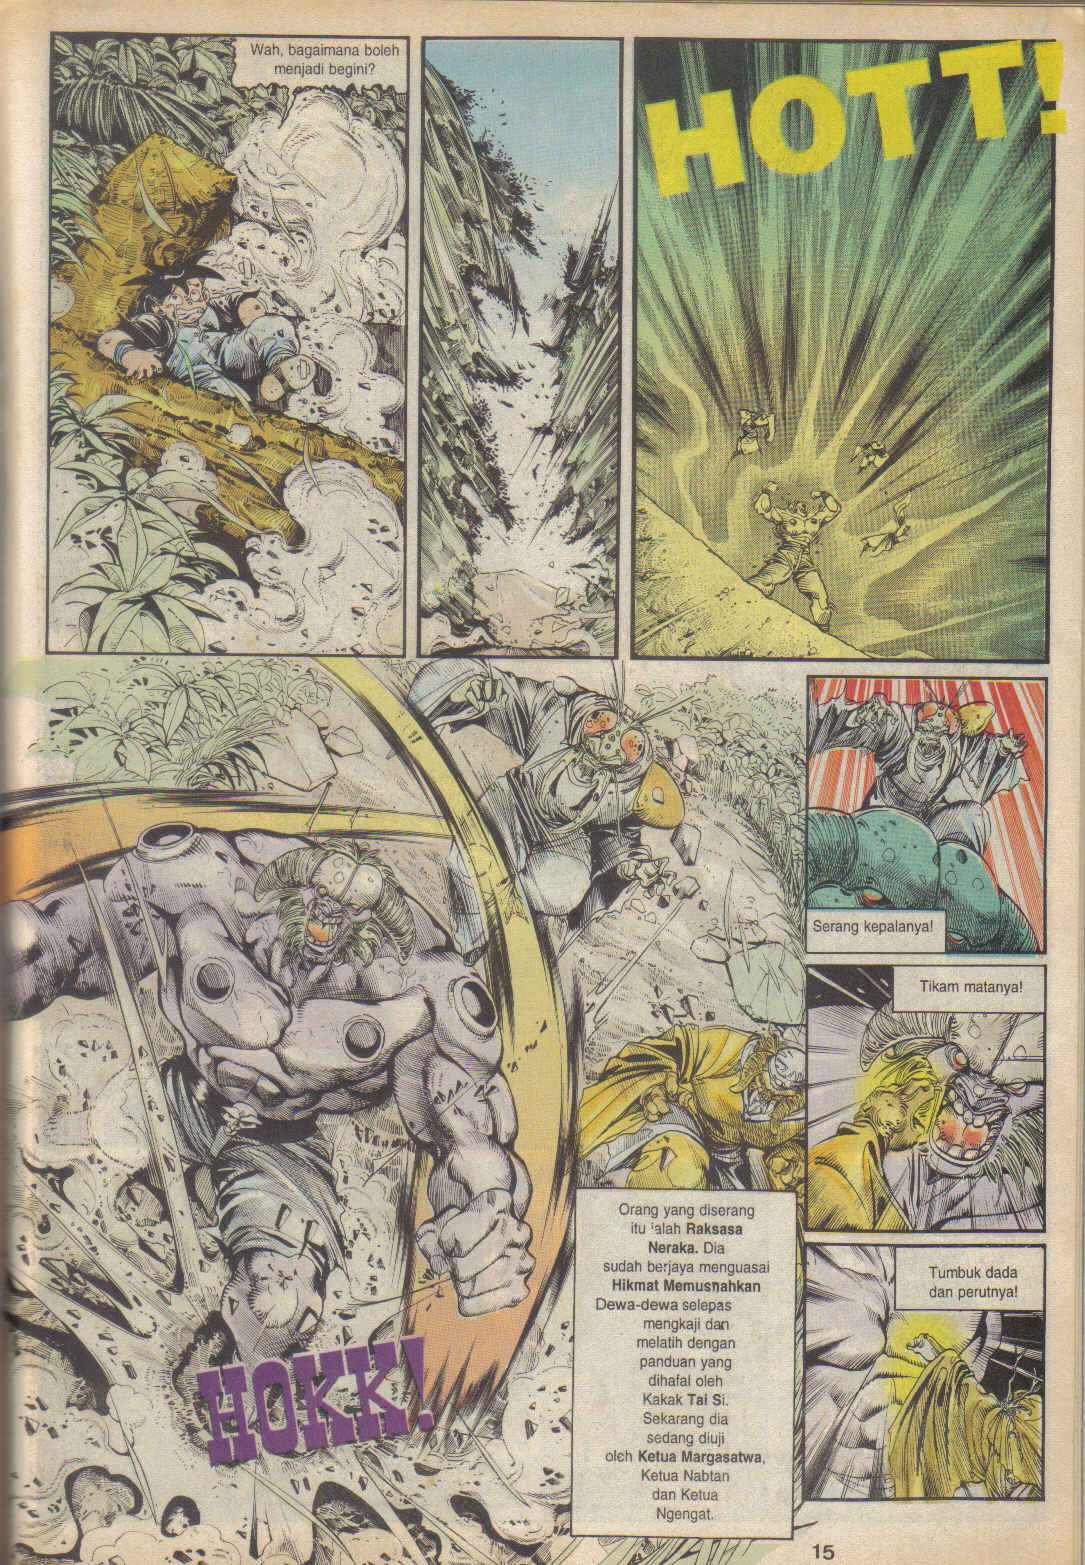 Wah, bagaimana boleh
menjadi begini?
HOTT!
Serang kepalanya!
Tikam matanya!
Tumbuk dada
dan perutnya!
HOKK!
Orang yang diserang
itu ialah Raksasa
Neraka. Dia
sudah berjaya menguasai
Hikmat Memusnahkan
Dewa-dewa selepas
mengkaji dan
melatih dengan
panduan yang
dihafal oleh
Kakak Tai Si.
Sekarang dia
sedang diuji
oleh Ketua Margasatwa,
Ketua Nabtan
dan Ketua
Ngengat.
15